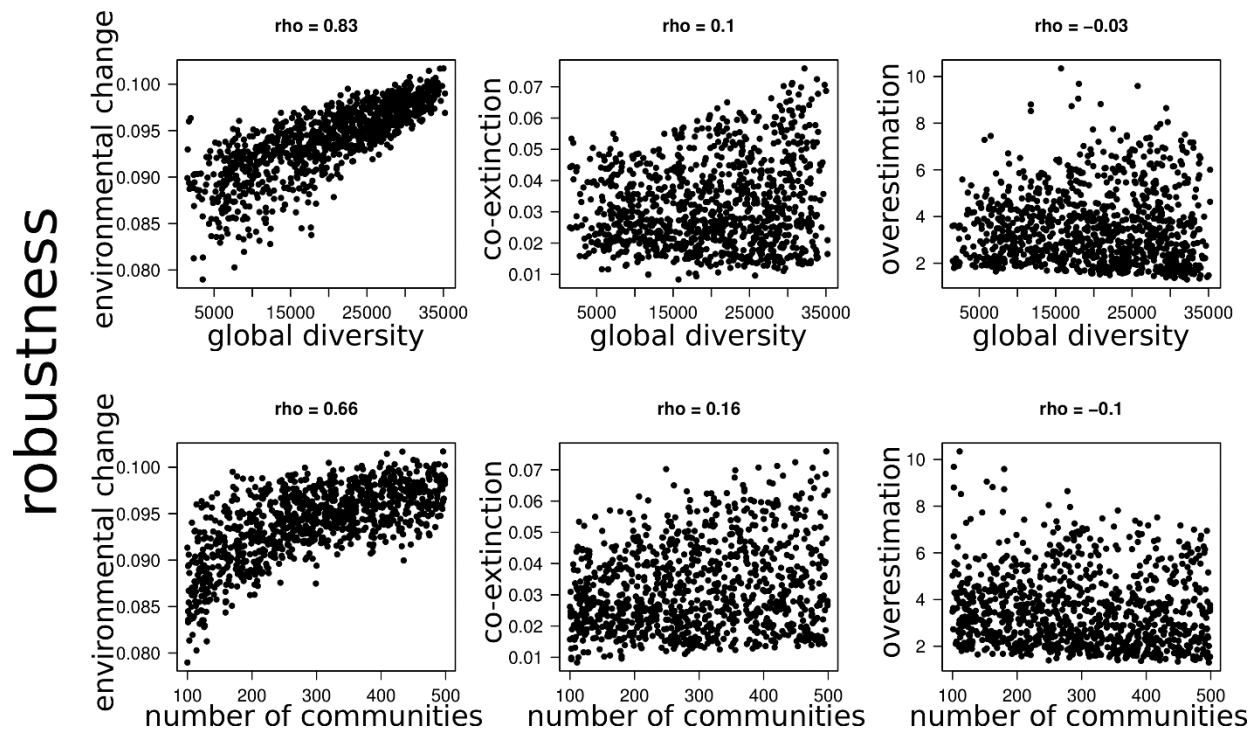 robustness
rho = 0.83
environmental change
0.100
0.095
0.090
0.085
0.080
5000 15000 25000 35000
global diversity
rho = 0.1
co-extinction
0.07
0.06
0.05
0.04
0.03
0.02
0.01
5000 15000 25000 35000
global diversity
rho = −0.03
overestimation
10
8
6
4
2
5000 15000 25000 35000
global diversity
rho = 0.66
environmental change
0.100
0.095
0.090
0.085
0.080
100 200 300 400 500
number of communities
rho = 0.16
co-extinction
0.07
0.06
0.05
0.04
0.03
0.02
0.01
100 200 300 400 500
number of communities
rho = −0.1
overestimation
10
8
6
4
2
100 200 300 400 500
number of communities